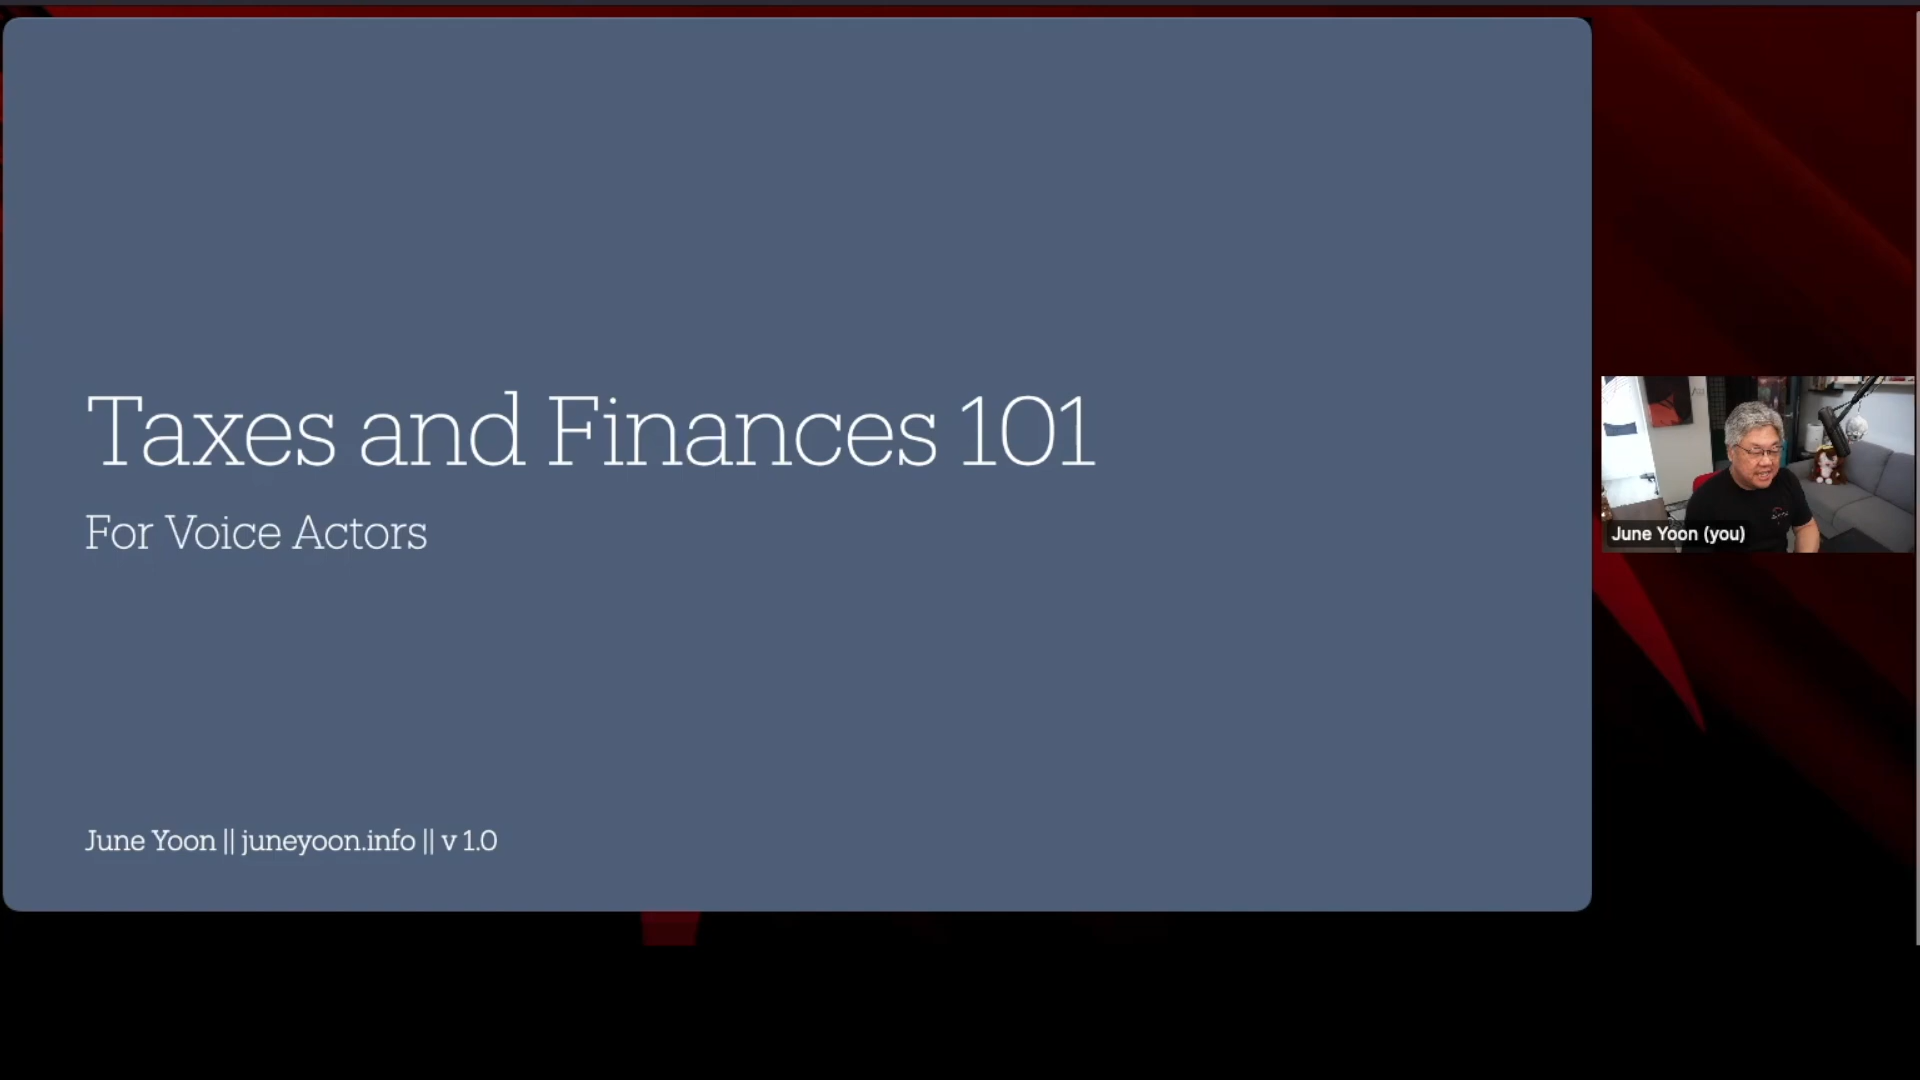 Taxes and Finances 101
For Voice Actors
June Yoon (you)
June Yoon || juneyoon.info || v 1.0